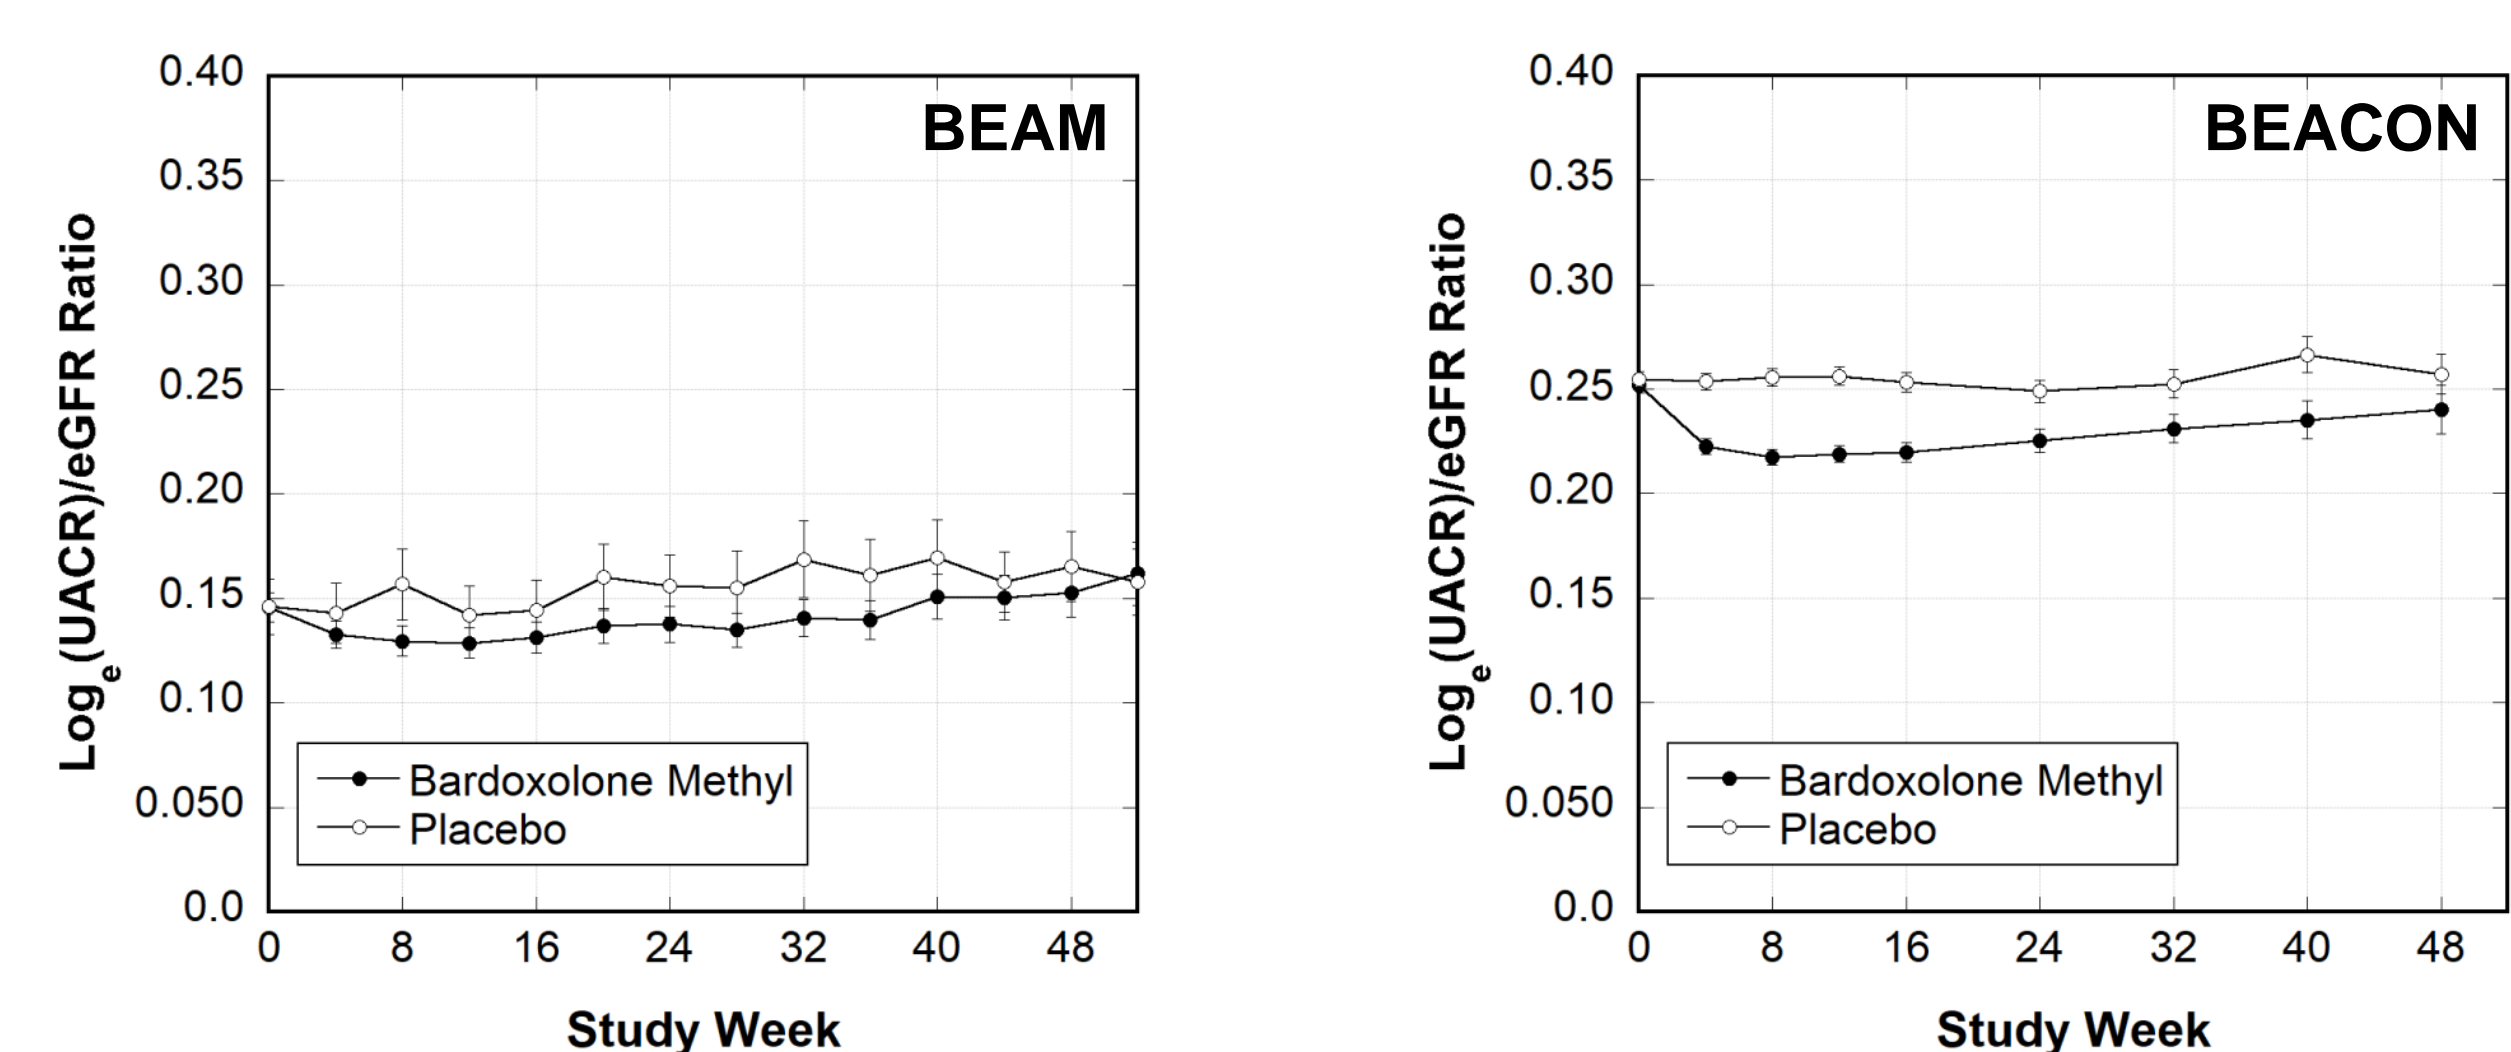 BEAM
Log_e (UACR)/eGFR Ratio
0.40
0.35
0.30
0.25
0.20
0.15
0.10
0.050
0.0
Bardoxolone Methyl
Placebo
0 8 16 24 32 40 48
Study Week
BEACON
Log_e (UACR)/eGFR Ratio
0.40
0.35
0.30
0.25
0.20
0.15
0.10
0.050
0.0
Bardoxolone Methyl
Placebo
0 8 16 24 32 40 48
Study Week